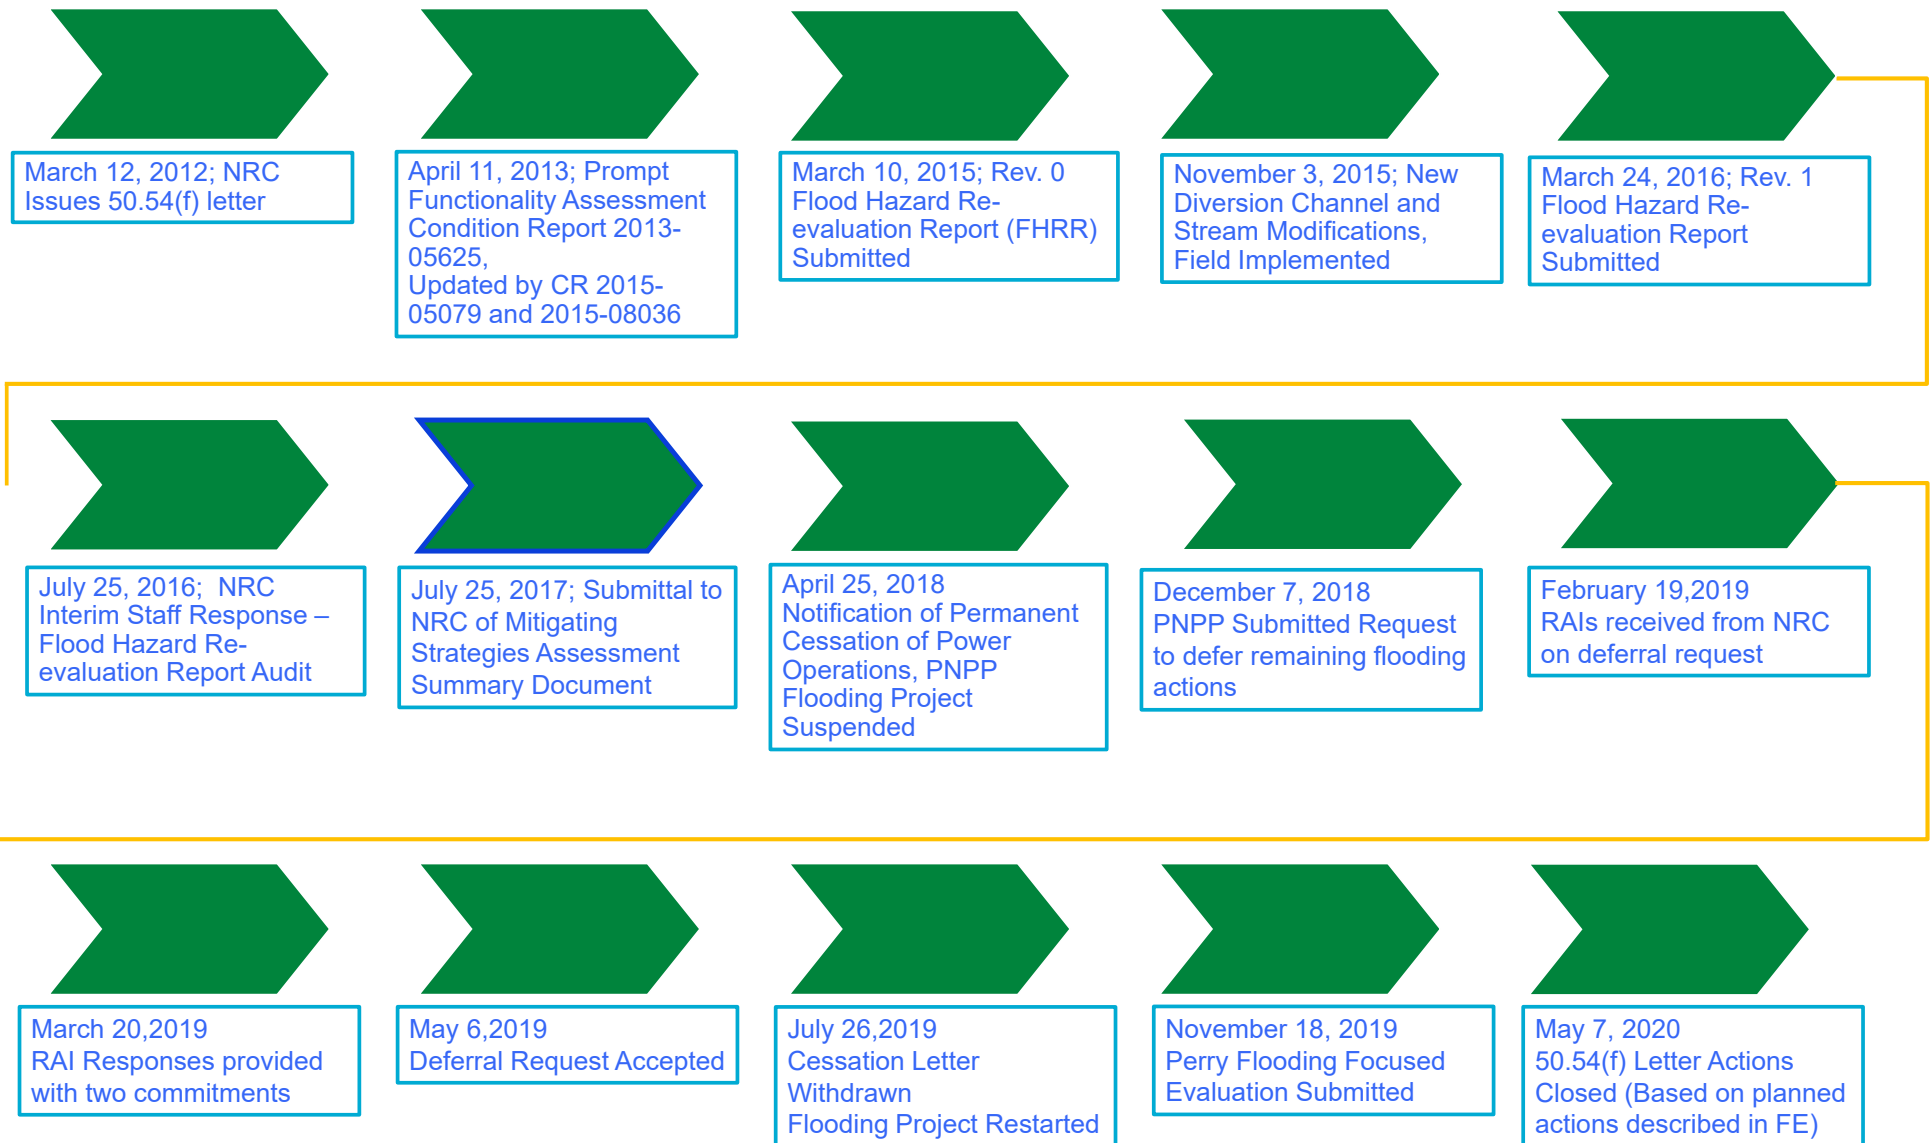 March 12, 2012; NRC
Issues 50.54(f) letter
April 11, 2013; Prompt
Functionality Assessment
Condition Report 2013-
05625,
Updated by CR 2015-
05079 and 2015-08036
March 10, 2015; Rev. 0
Flood Hazard Re-
evaluation Report (FHRR)
Submitted
November 3, 2015; New
Diversion Channel and
Stream Modifications,
Field Implemented
March 24, 2016; Rev. 1
Flood Hazard Re-
evaluation Report
Submitted
July 25, 2016;  NRC
Interim Staff Response –
Flood Hazard Re-
evaluation Report Audit
July 25, 2017; Submittal to
NRC of Mitigating
Strategies Assessment
Summary Document
April 25, 2018
Notification of Permanent
Cessation of Power
Operations, PNPP
Flooding Project
Suspended
December 7, 2018
PNPP Submitted Request
to defer remaining flooding
actions
February 19,2019
RAIs received from NRC
on deferral request
March 20,2019
RAI Responses provided
with two commitments
May 6,2019
Deferral Request Accepted
July 26,2019
Cessation Letter
Withdrawn
Flooding Project Restarted
November 18, 2019
Perry Flooding Focused
Evaluation Submitted
May 7, 2020
50.54(f) Letter Actions
Closed (Based on planned
actions described in FE)